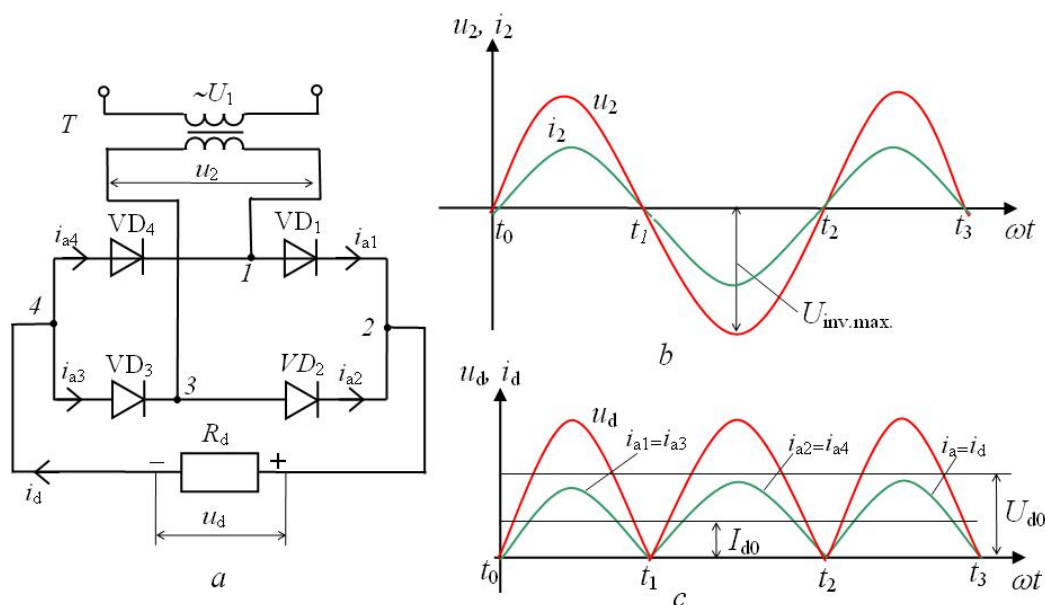 ~U1
T
u2
ia4 VD4 VD1 ia1
1
4
2
ia3 VD3 3 VD2 ia2
Rd
– +
id
ud
a
u2, i2
u2
i2
t0 t1 t2 t3 ωt
Uinv.max.
b
ud, id
ud
ia1=ia3
ia2=ia4
ia=id
Ud0
Id0
t0 t1 t2 t3 ωt
c